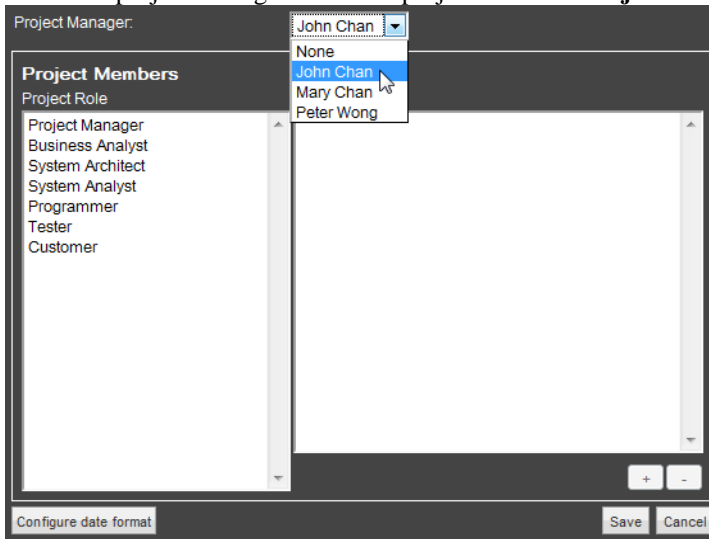 Project Manager:
John Chan
None
John Chan
Mary Chan
Peter Wong
Project Members
Project Role
Project Manager
Business Analyst
System Architect
System Analyst
Programmer
Tester
Customer
+ -
Configure date format
Save Cancel